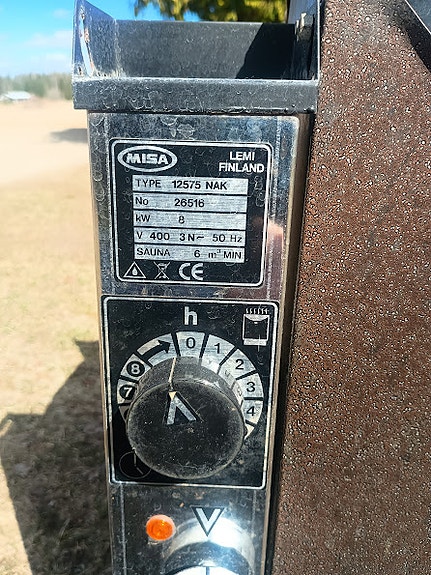 MISA
LEMI
FINLAND
TYPE 12575 NAK
No 26516
kW 8
V 400 3N~ 50 Hz
SAUNA 6 m³ MIN
CE
h
0 1 2 3 4
7 8